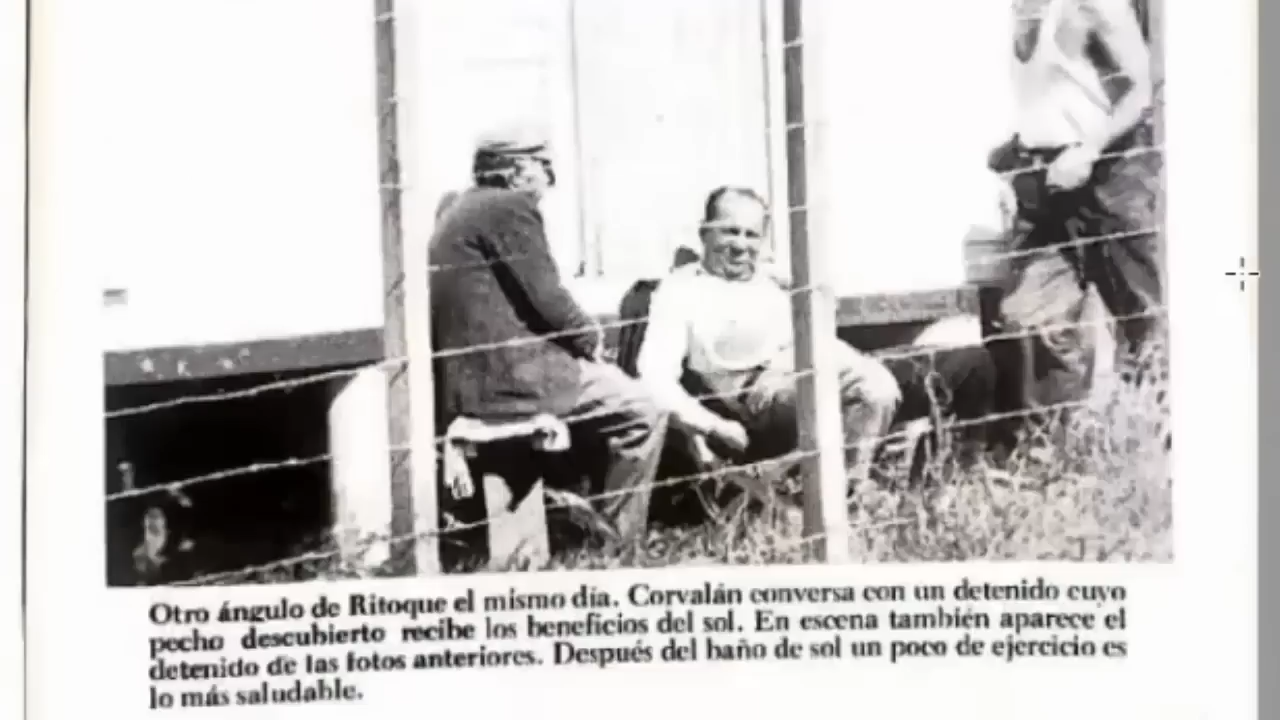 Otro ángulo de Ritoque el mismo día. Corvalán conversa con un detenido cuyo
pecho descubierto recibe los beneficios del sol. En escena también aparece el
detenido de las fotos anteriores. Después del baño de sol un poco de ejercicio es
lo más saludable.